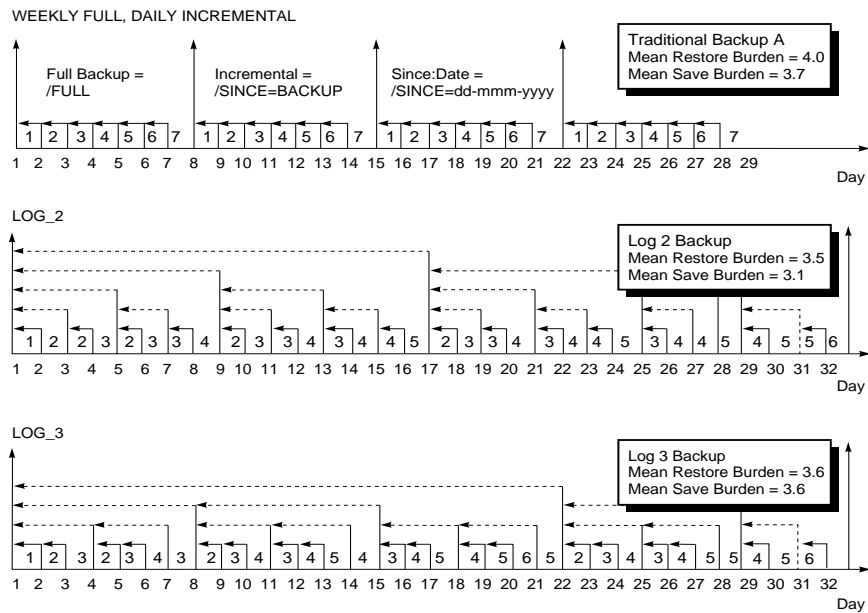 WEEKLY FULL, DAILY INCREMENTAL
Traditional Backup A
Mean Restore Burden = 4.0
Mean Save Burden = 3.7
Full Backup =
/FULL
Incremental =
/SINCE=BACKUP
Since:Date =
/SINCE=dd-mmm-yyyy
1 2 3 4 5 6 7 1 2 3 4 5 6 7 1 2 3 4 5 6 7 1 2 3 4 5 6 7
1 2 3 4 5 6 7 8 9 10 11 12 13 14 15 16 17 18 19 20 21 22 23 24 25 26 28 29
Day
LOG_2
Log 2 Backup
Mean Restore Burden = 3.5
Mean Save Burden = 3.1
1 2 2 3 2 3 3 4 2 3 3 4 3 4 4 5 2 3 3 4 3 4 4 5 3 4 4 5 4 5 5 6
1 2 3 4 5 6 7 8 9 10 11 12 13 14 15 16 17 18 19 20 21 22 23 24 25 26 28 29 30 31 32
Day
LOG_3
Log 3 Backup
Mean Restore Burden = 3.6
Mean Save Burden = 3.6
1 2 3 2 3 4 3 2 3 4 3 4 5 4 3 4 5 4 5 6 5 2 3 4 3 4 5 5 4 5 6
1 2 3 4 5 6 7 8 9 10 11 12 13 14 15 16 17 18 19 20 21 22 23 24 25 26 28 29 30 31 32
Day